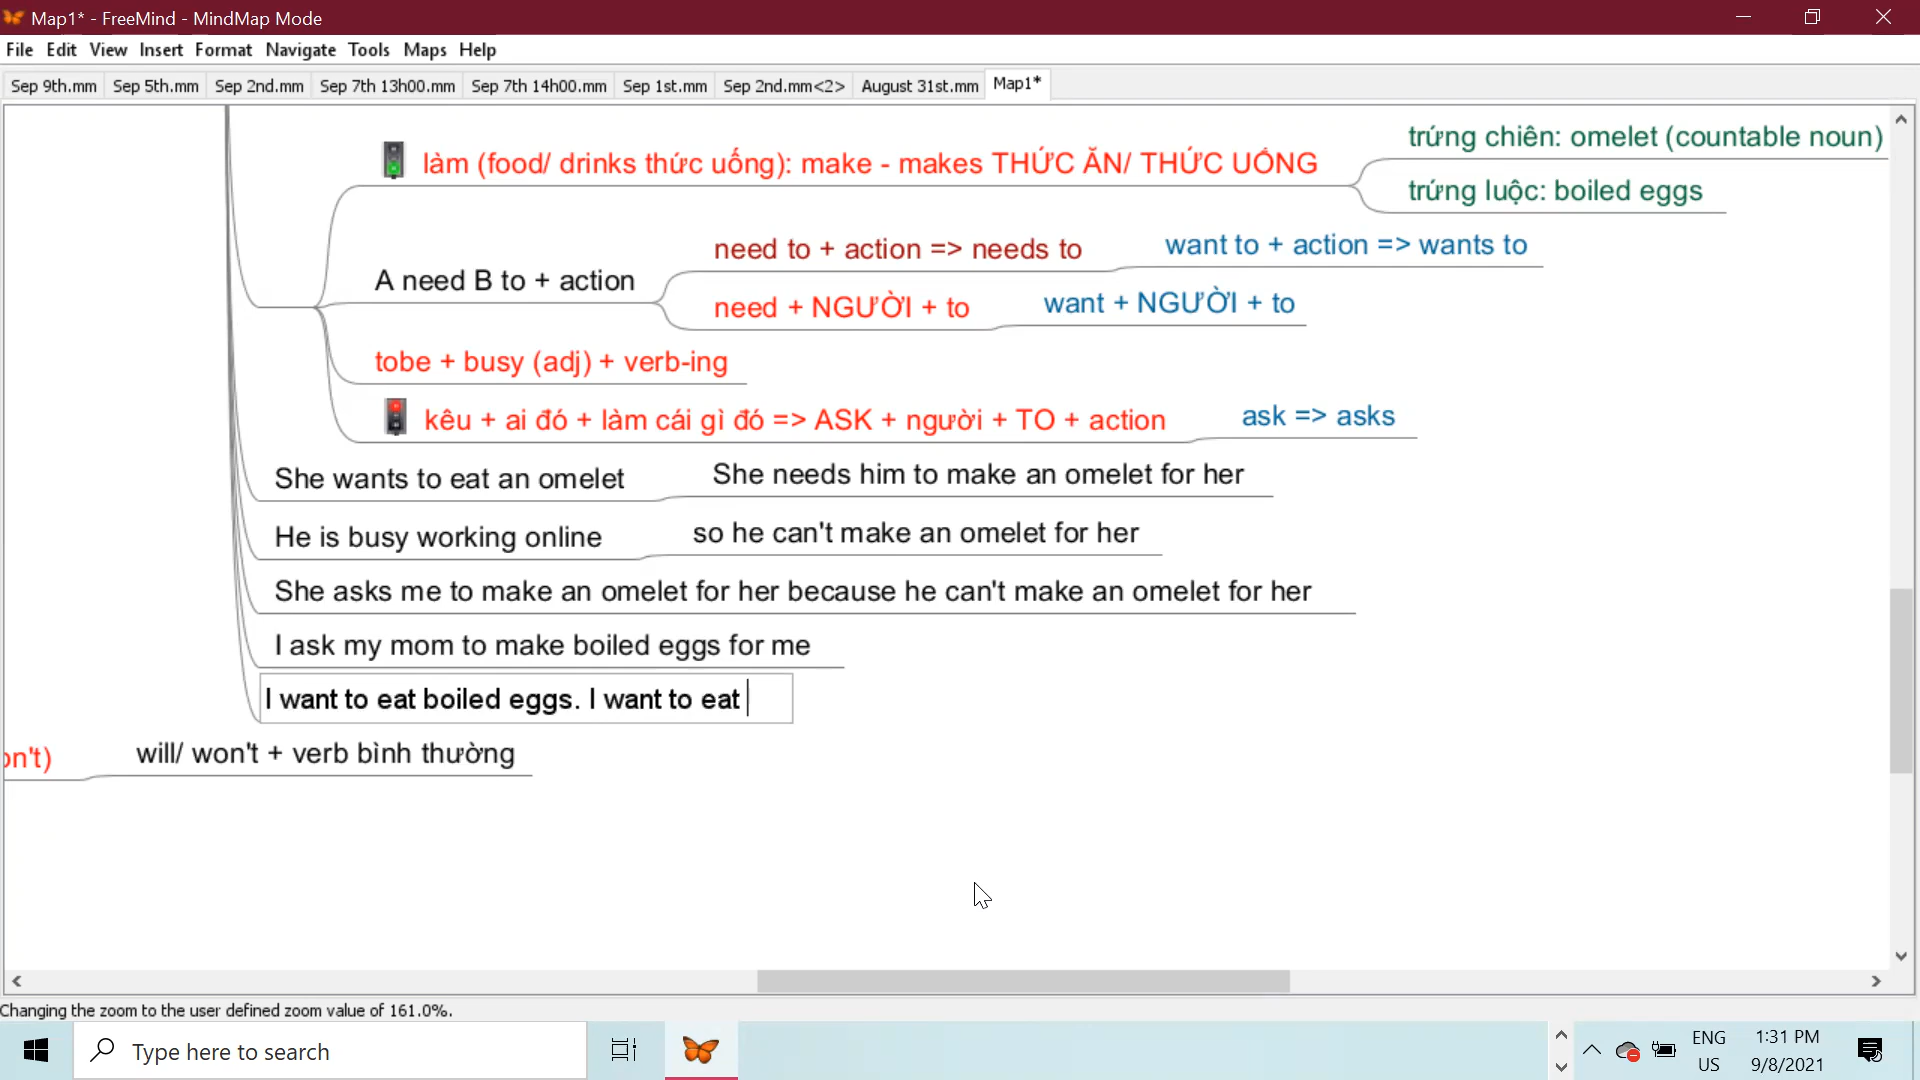 Map1* - FreeMind - MindMap Mode
File Edit View Insert Format Navigate Tools Maps Help
Sep 9th.mm Sep 5th.mm Sep 2nd.mm Sep 7th 13h00.mm Sep 7th 14h00.mm Sep 1st.mm Sep 2nd.mm<2> August 31st.mm Map1*
trứng chiên: omelet (countable noun)
làm (food/ drinks thức uống): make - makes THỨC ĂN/ THỨC UỐNG
trứng luộc: boiled eggs
need to + action => needs to want to + action => wants to
A need B to + action
need + NGƯỜI + to want + NGƯỜI + to
tobe + busy (adj) + verb-ing
kêu + ai đó + làm cái gì đó => ASK + người + TO + action ask => asks
She wants to eat an omelet She needs him to make an omelet for her
He is busy working online so he can't make an omelet for her
She asks me to make an omelet for her because he can't make an omelet for her
I ask my mom to make boiled eggs for me
I want to eat boiled eggs. I want to eat
on't) will/ won't + verb bình thường
Changing the zoom to the user defined zoom value of 161.0%.
Type here to search
ENG
US
1:31 PM
9/8/2021